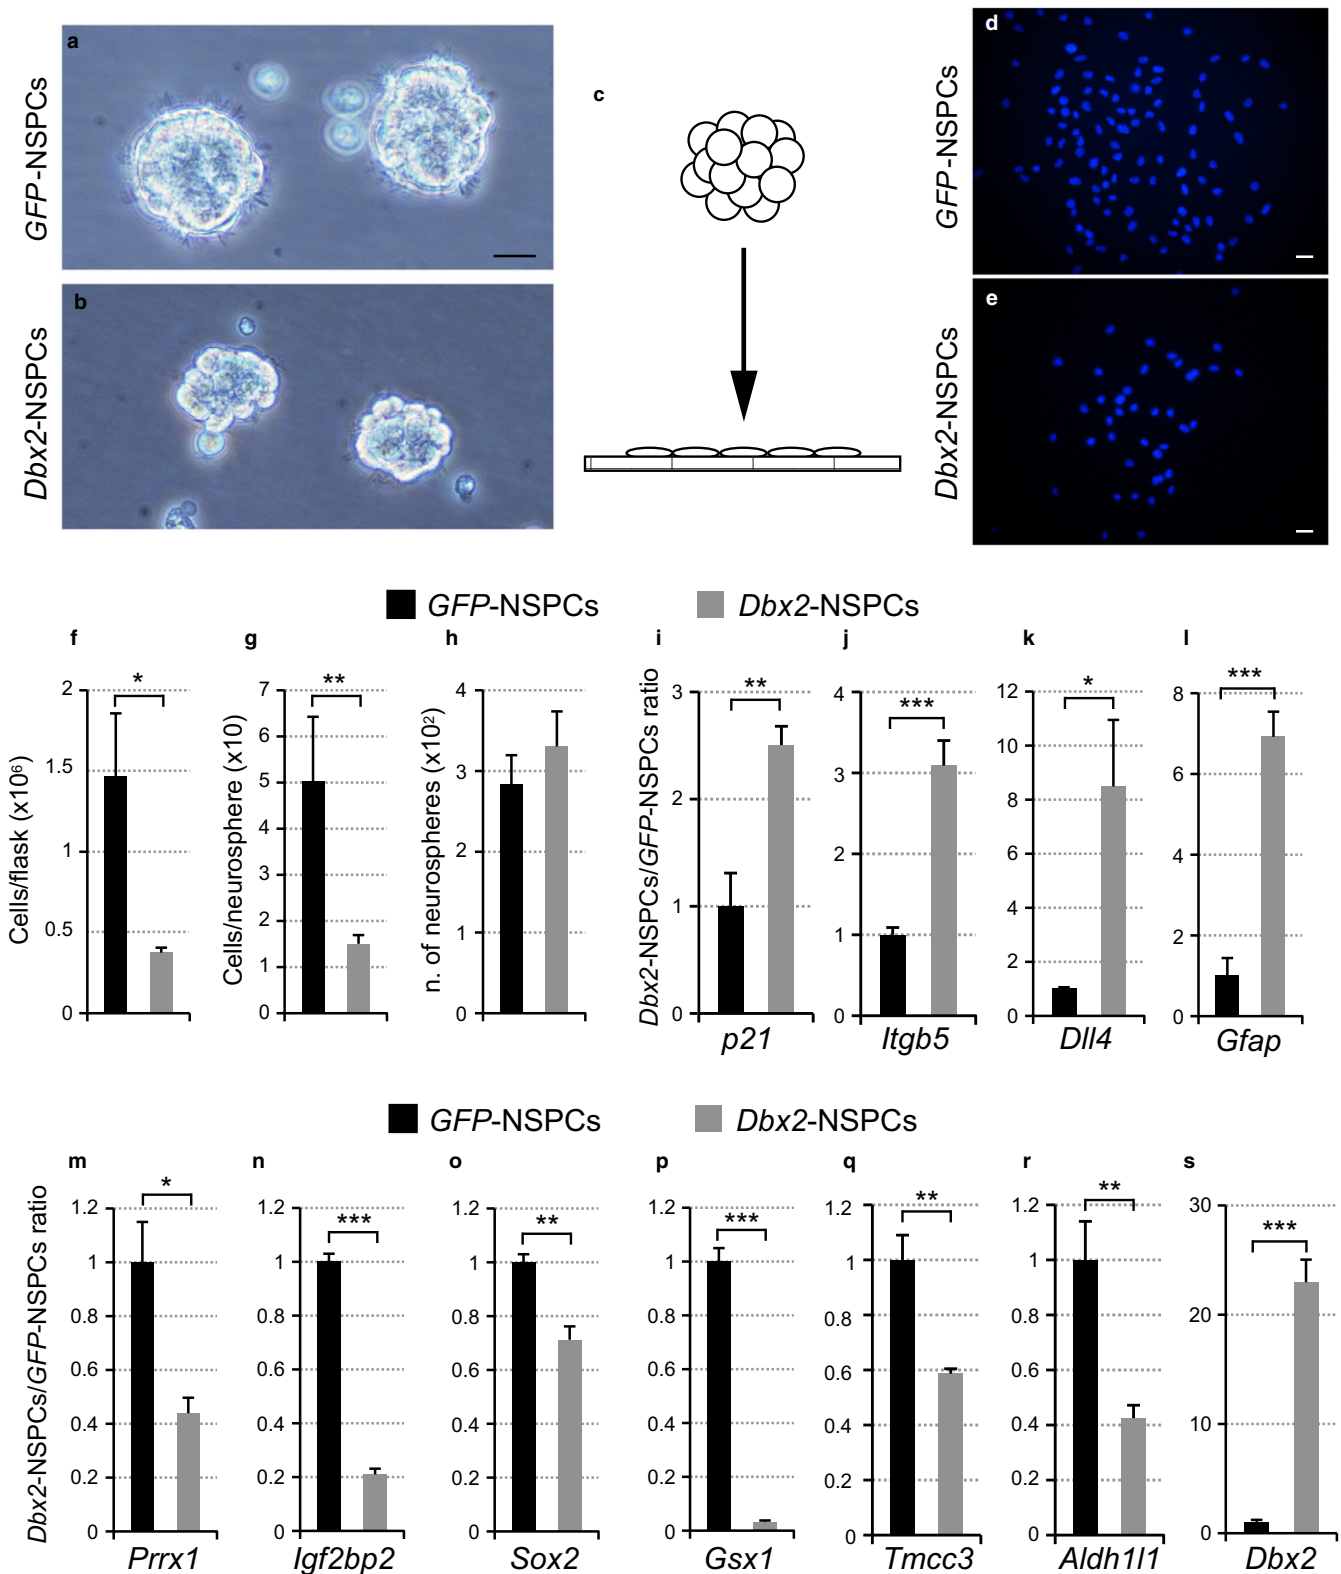 a
GFP-NSPCs
b
Dbx2-NSPCs
c
d
GFP-NSPCs
e
Dbx2-NSPCs
GFP-NSPCs Dbx2-NSPCs
f
Cells/flask (x10⁶)
2
1.5
1
0.5
0
*
g
Cells/neurosphere (x10)
7
6
5
4
3
2
1
0
**
h
n. of neurospheres (x10²)
4
3
2
1
0
i
Dbx2-NSPCs/GFP-NSPCs ratio
3
2
1
0
**
p21
j
4
3
2
1
0
***
Itgb5
k
12
10
8
6
4
2
0
*
Dll4
l
8
6
4
2
0
***
Gfap
GFP-NSPCs Dbx2-NSPCs
m
Dbx2-NSPCs/GFP-NSPCs ratio
1.2
1
0.8
0.6
0.4
0.2
0
*
Prrx1
n
1.2
1
0.8
0.6
0.4
0.2
0
***
Igf2bp2
o
1.2
1
0.8
0.6
0.4
0.2
0
**
Sox2
p
1.2
1
0.8
0.6
0.4
0.2
0
***
Gsx1
q
1.2
1
0.8
0.6
0.4
0.2
0
**
Tmcc3
r
1.2
1
0.8
0.6
0.4
0.2
0
**
Aldh1l1
s
30
20
10
0
***
Dbx2